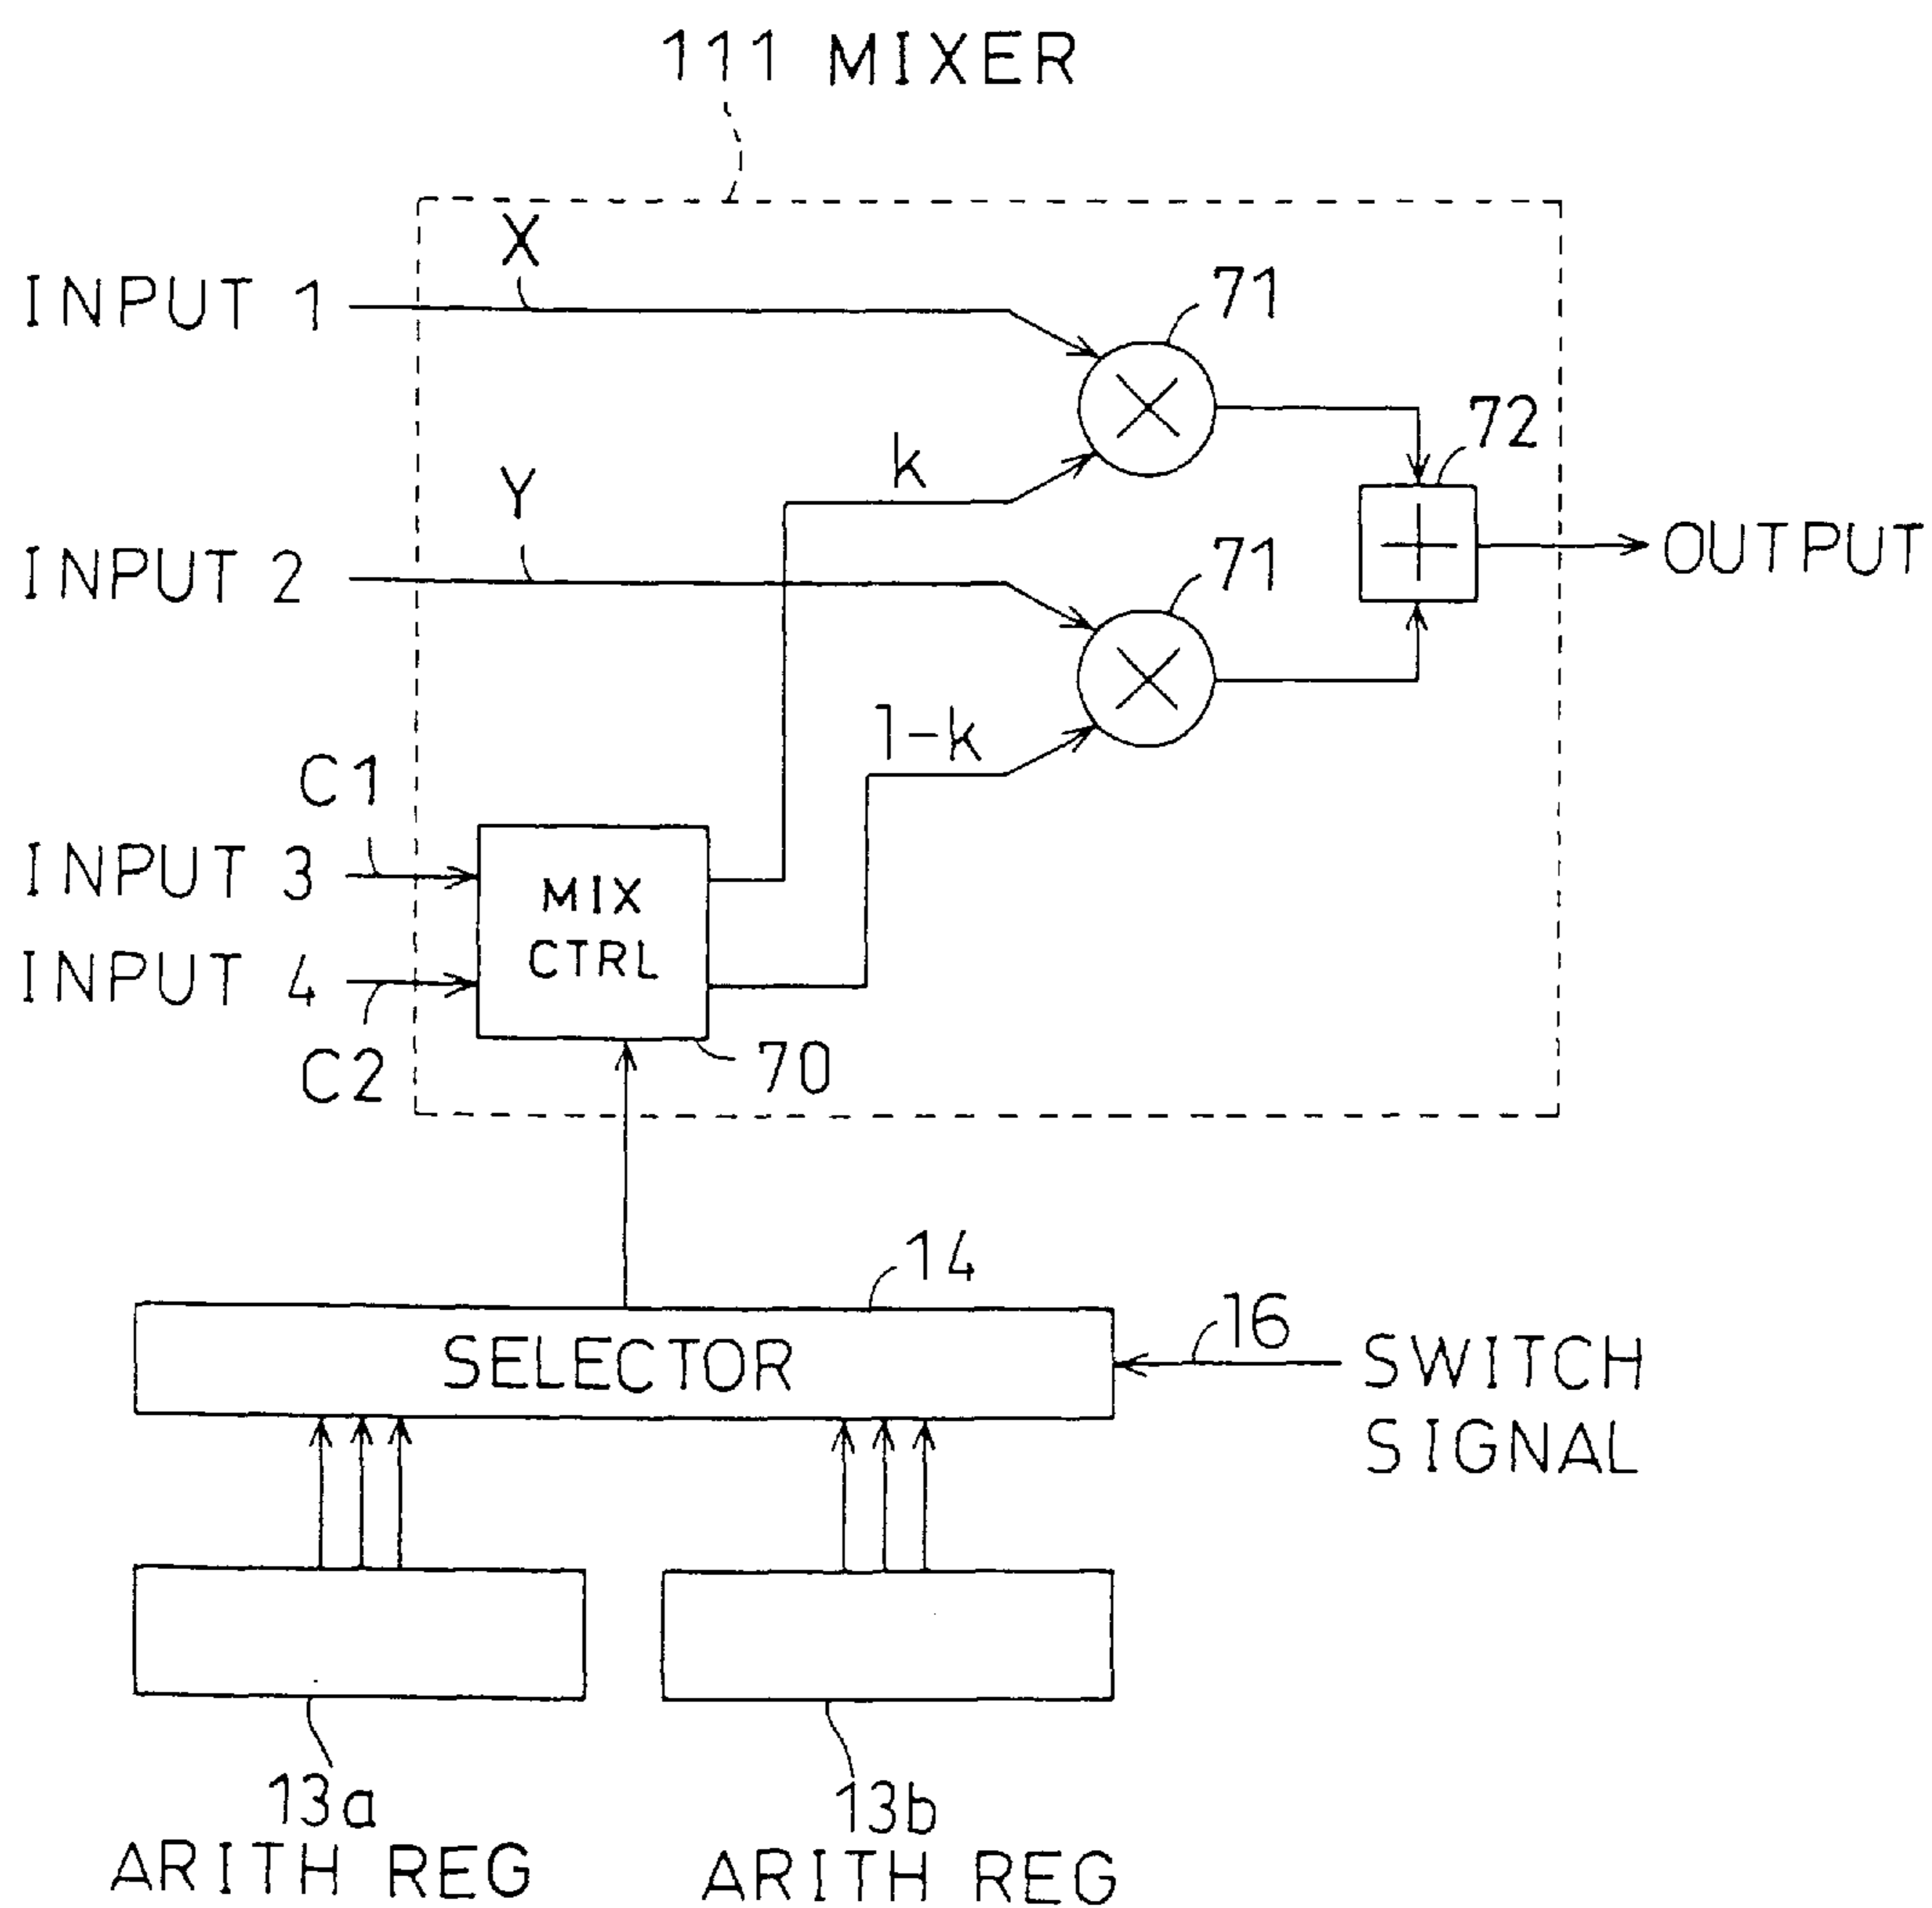 111 MIXER
X
INPUT 1
71
k
72
Y
INPUT 2
71
OUTPUT
1-k
C1
INPUT 3
MIX
CTRL
INPUT 4
C2
70
14
SELECTOR
16
SWITCH
SIGNAL
13a
ARITH REG
13b
ARITH REG